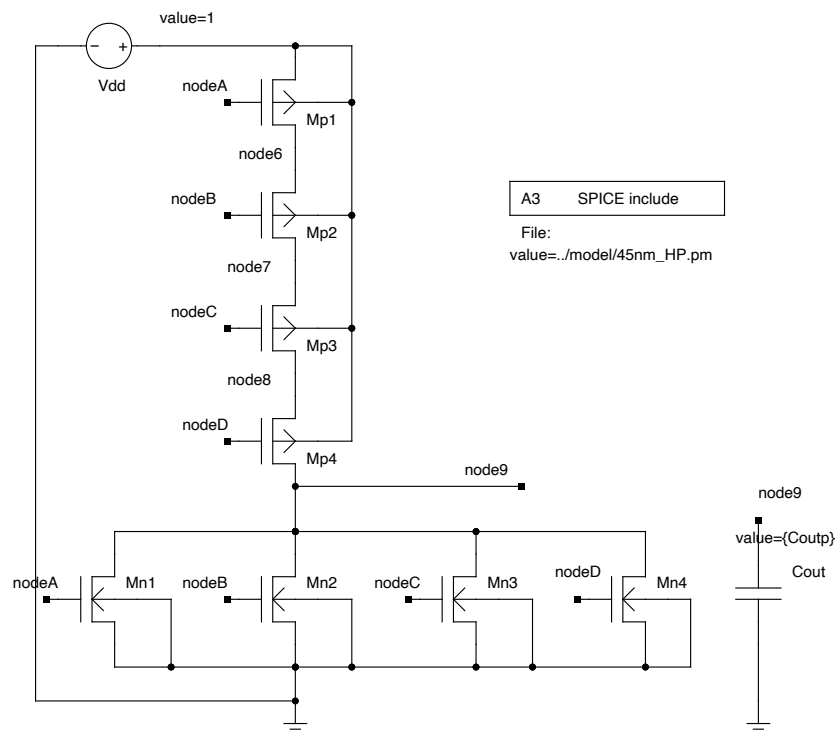 value=1
− +
Vdd
nodeA
Mp1
node6
nodeB
Mp2
node7
nodeC
Mp3
node8
nodeD
Mp4
A3 SPICE include
File:
value=../model/45nm_HP.pm
node9
node9
value={Coutp}
Cout
nodeA
Mn1
nodeB
Mn2
nodeC
Mn3
nodeD
Mn4